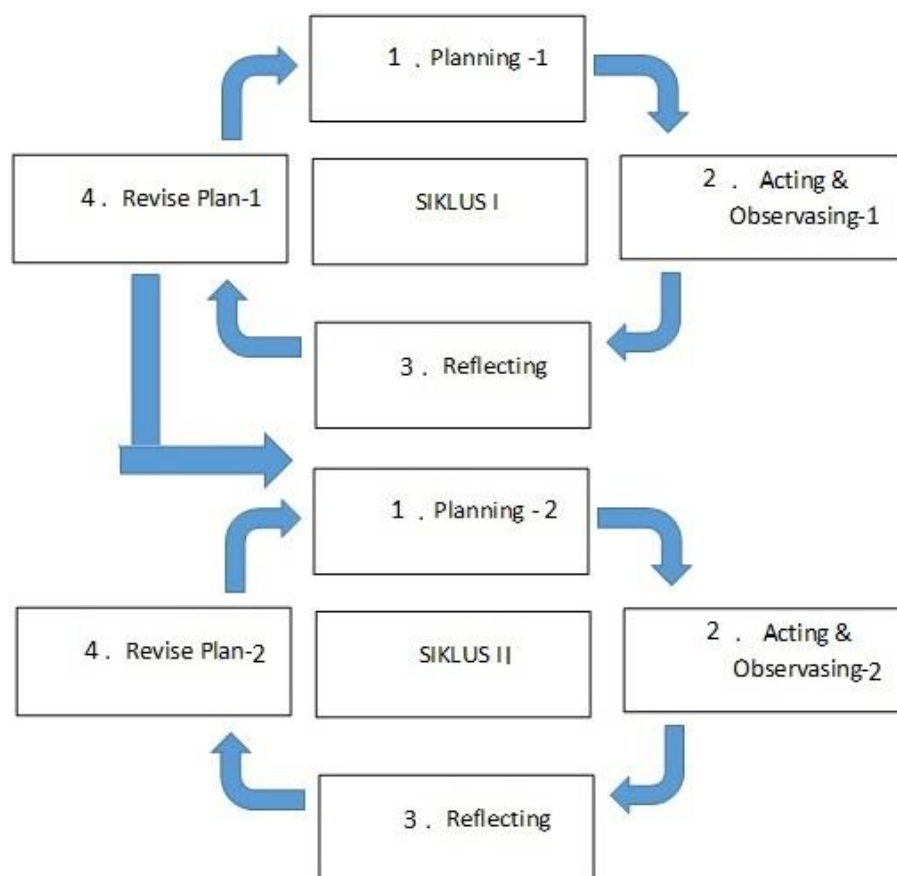 1 . Planning -1
4 . Revise Plan-1
SIKLUS I
2 . Acting &
Observasing-1
3 . Reflecting
1 . Planning - 2
4 . Revise Plan-2
SIKLUS II
2 . Acting &
Observasing-2
3 . Reflecting